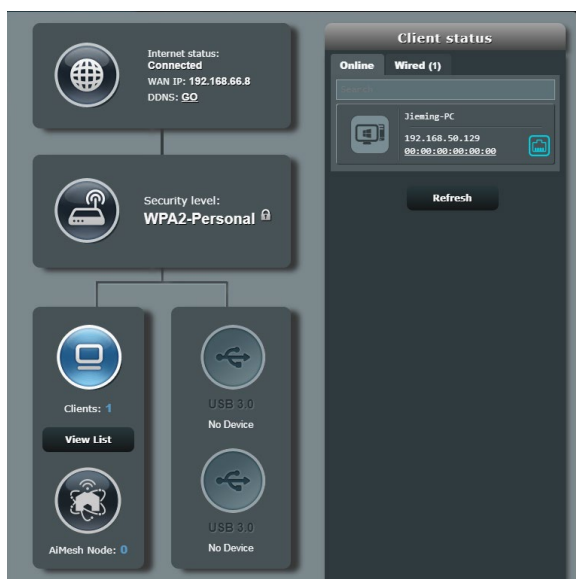 Internet status:
Connected
WAN IP: 192.168.66.8
DDNS: GO
Security level:
WPA2-Personal
Clients: 1
View List
AiMesh Node: 0
USB 3.0
No Device
USB 3.0
No Device
Client status
Online Wired (1)
Search
Jieming-PC
192.168.50.129
00:00:00:00:00:00
Refresh